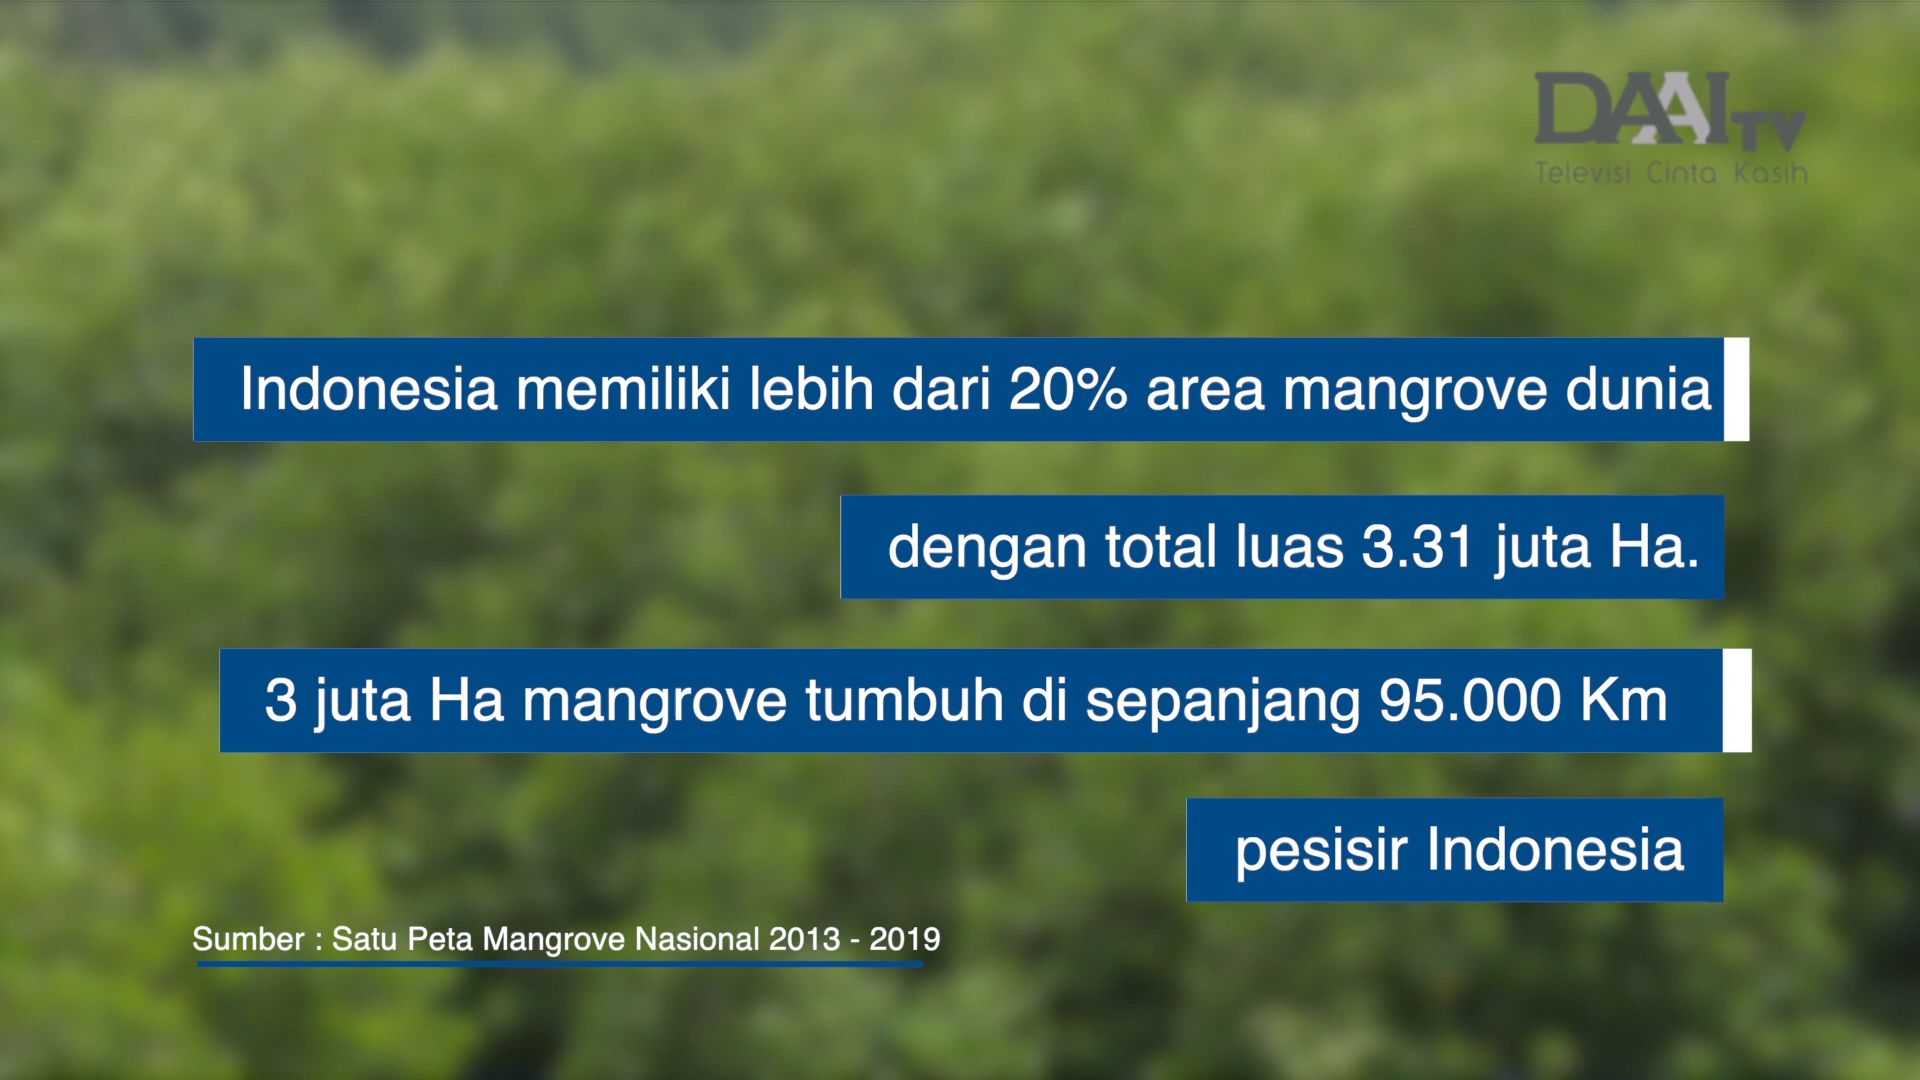 DAAI TV
Televisi Cinta Kasih
Indonesia memiliki lebih dari 20% area mangrove dunia
dengan total luas 3.31 juta Ha.
3 juta Ha mangrove tumbuh di sepanjang 95.000 Km
pesisir Indonesia
Sumber : Satu Peta Mangrove Nasional 2013 - 2019